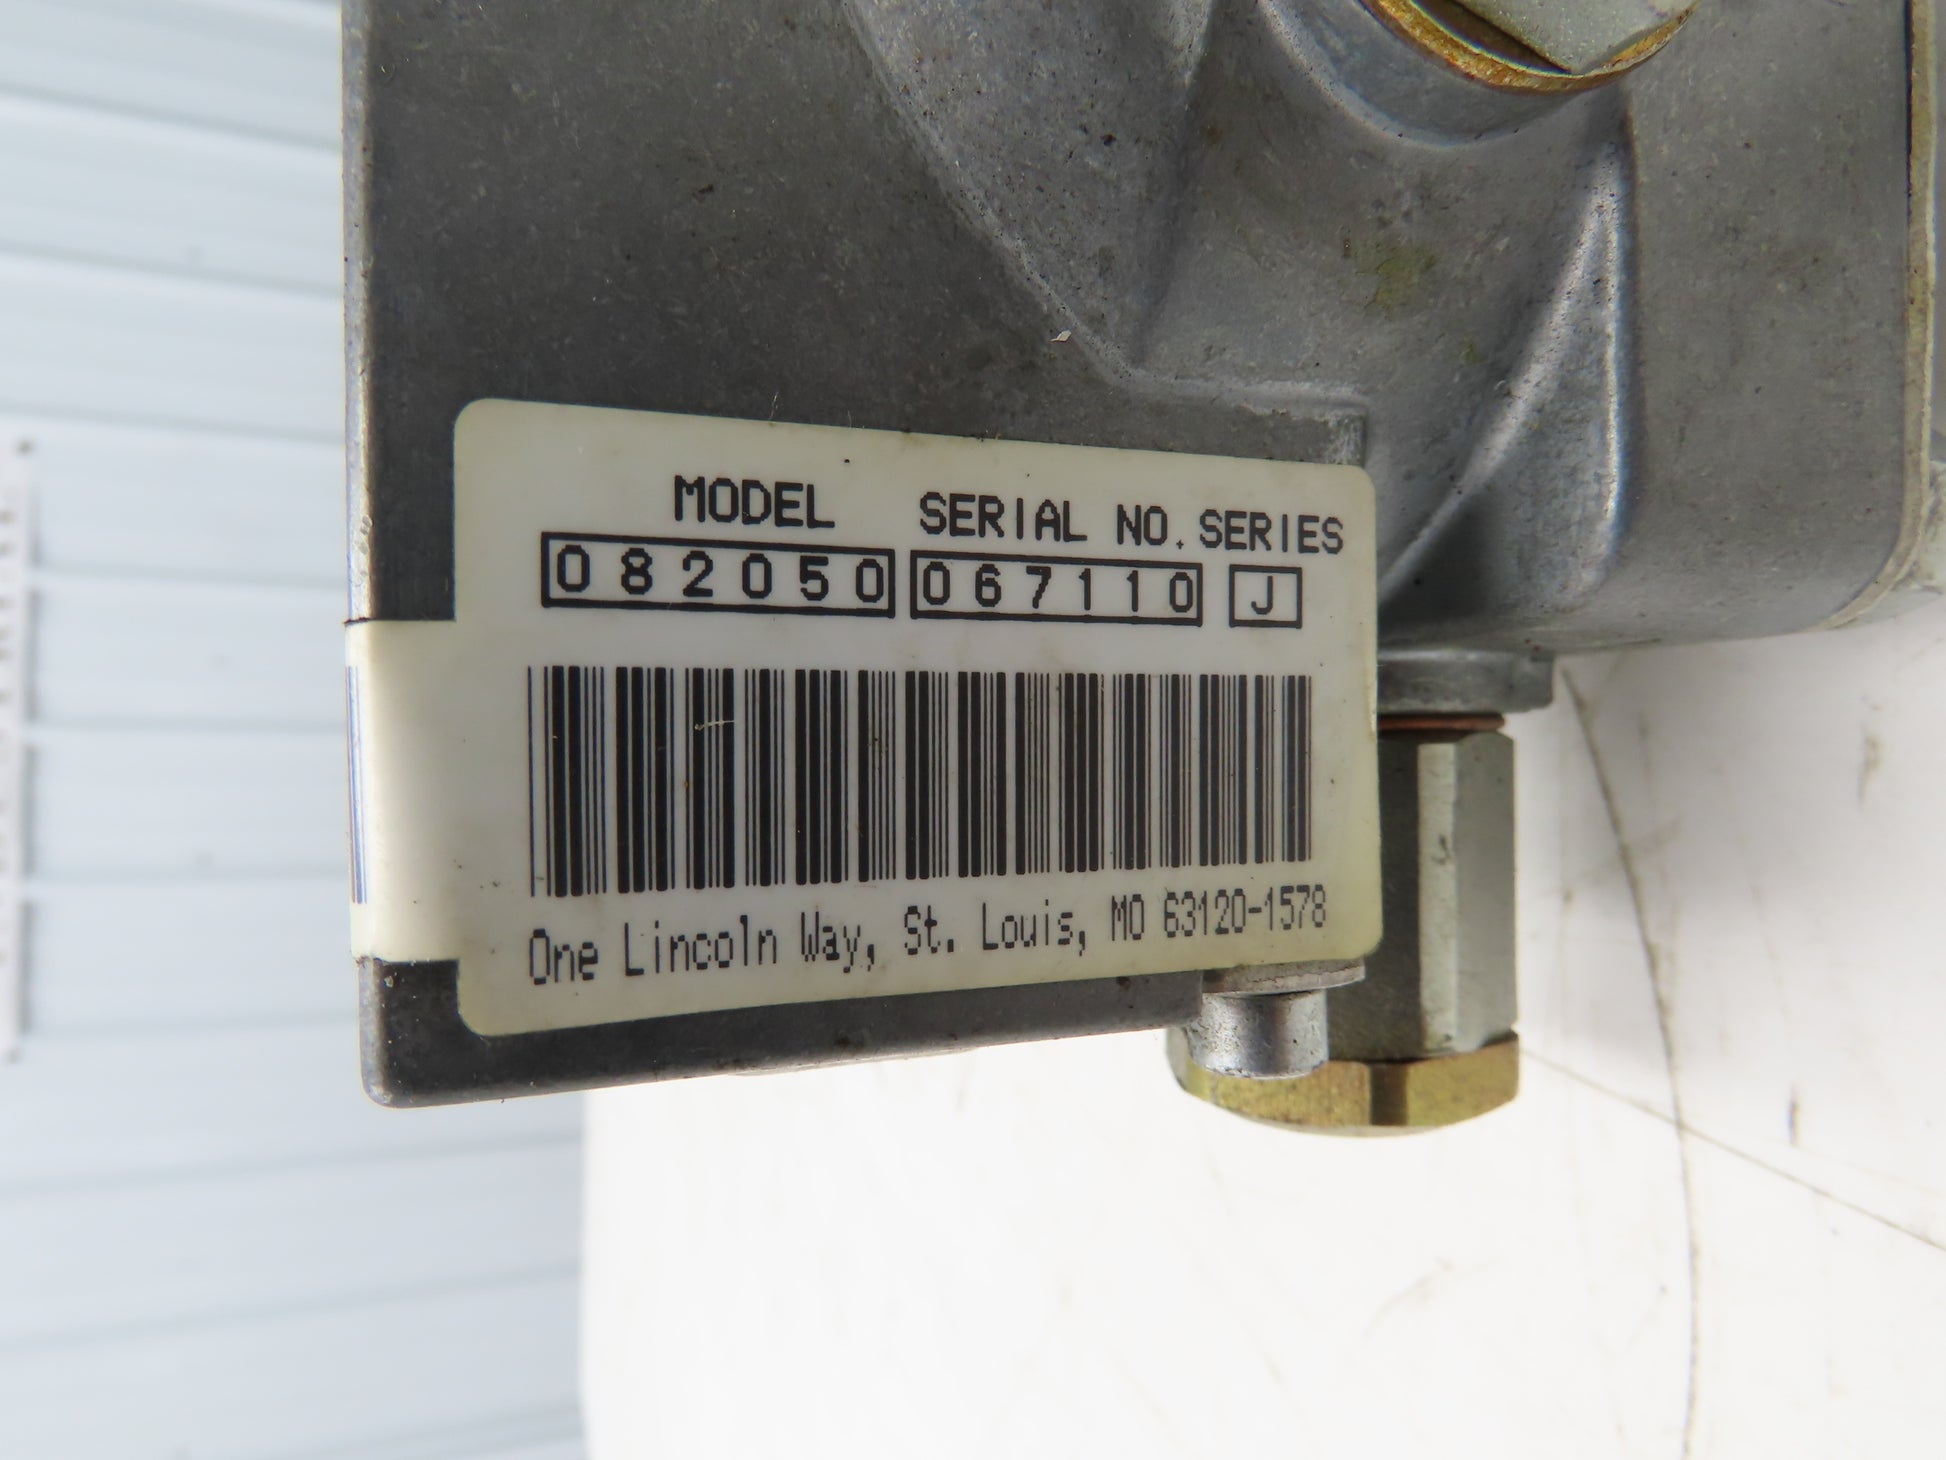 MODEL SERIAL NO. SERIES
082050 067110 J
One Lincoln Way, St. Louis, MO 63120-1578